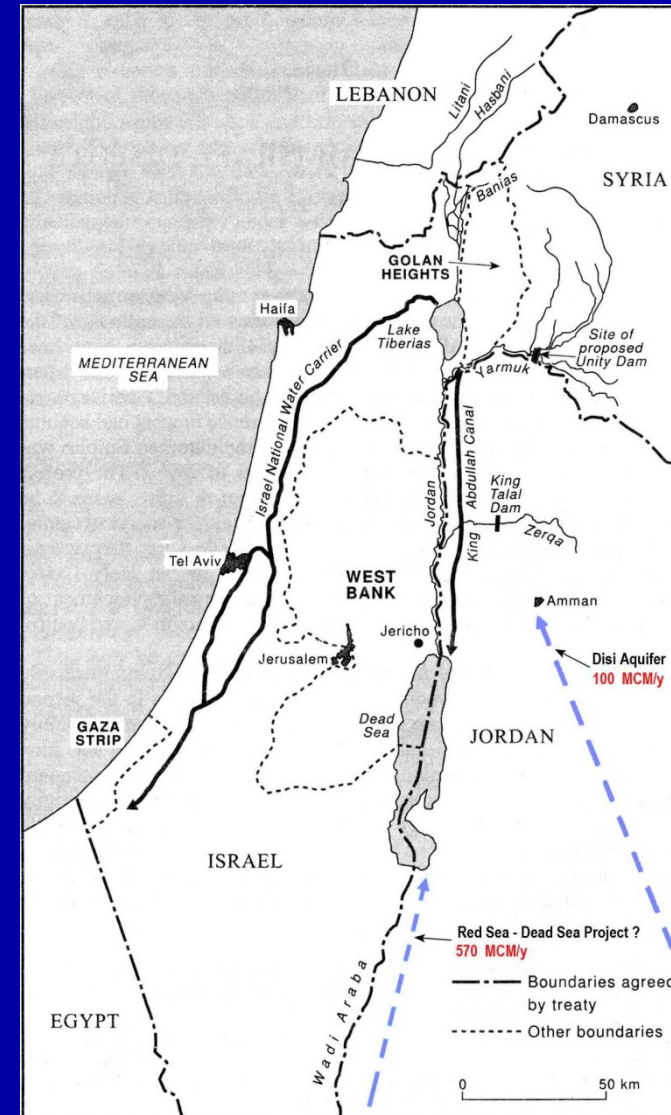 LEBANON
Litani
Hasbani
Damascus
SYRIA
Banias
GOLAN
HEIGHTS
Haifa
Lake
Tiberias
Site of
proposed
Unity Dam
Yarmuk
MEDITERRANEAN
SEA
Israel National Water Carrier
Jordan
King Abdullah Canal
King
Talal
Dam
Zerqa
Tel Aviv
WEST
BANK
Amman
Jericho
Jerusalem
Disi Aquifer
100 MCM/y
Dead
Sea
JORDAN
GAZA
STRIP
ISRAEL
Red Sea - Dead Sea Project ?
570 MCM/y
Wadi Araba
Boundaries agreed
by treaty
Other boundaries
EGYPT
0 50 km